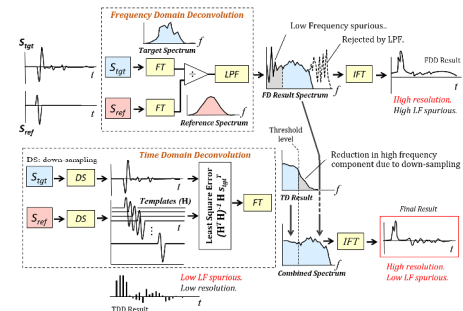 Frequency Domain Deconvolution
Low Frequency spurious..
Rejected by LPF.
S_tgt
t
f
Target Spectrum
S_tgt
FT
÷
LPF
f
IFT
FDD Result
t
S_ref
t
S_ref
FT
f
Reference Spectrum
FD Result Spectrum
High resolution.
High LF spurious.
Threshold
level
DS: down-sampling
Time Domain Deconvolution
Reduction in high frequency
component due to down-sampling
S_tgt
DS
t
Templates (H)
S_ref
DS
t
Least Square Error
(HᵀH)⁻¹ H s_tgtᵀ
FT
f
TD Result
Final Result
f
IFT
t
Combined Spectrum
High resolution.
Low LF spurious.
Low LF spurious.
Low resolution.
t
TDD Result